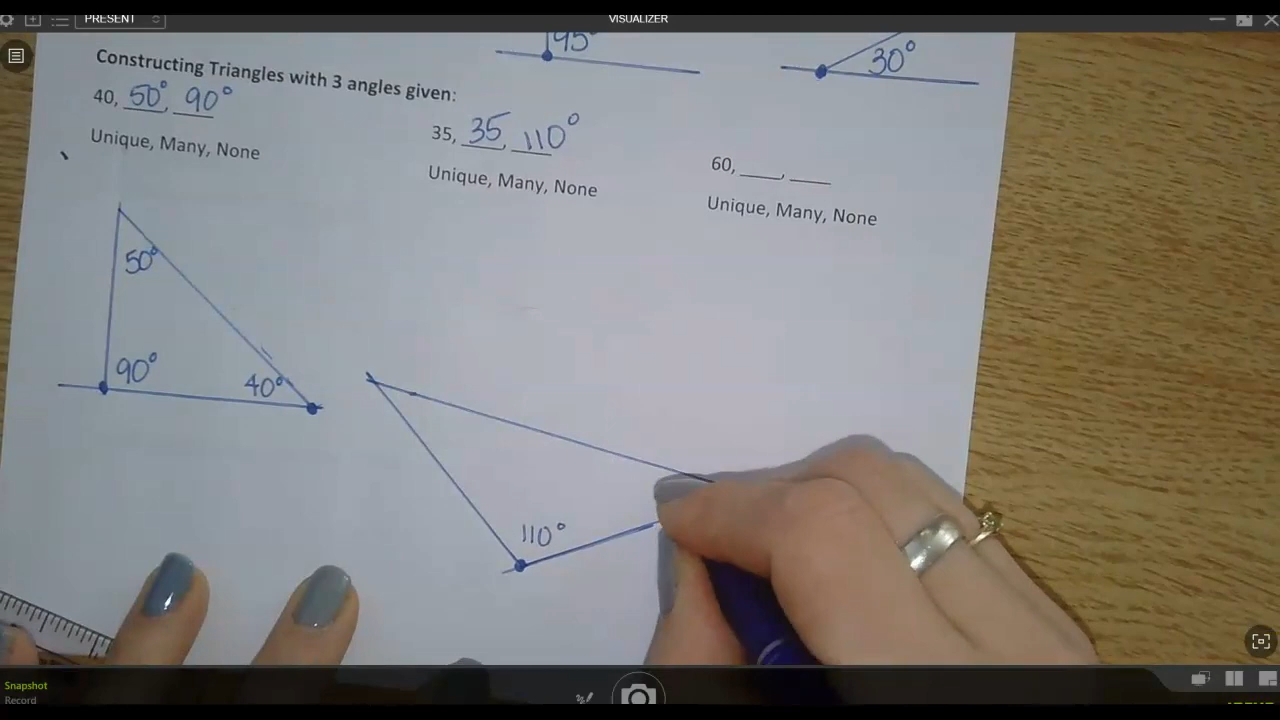 PRESENT
VISUALIZER
95°
30°
Constructing Triangles with 3 angles given:
40, 50°, 90°
Unique, Many, None
35, 35, 110°
Unique, Many, None
60, ____, ____
Unique, Many, None
50°
90°
40°
110°
Snapshot
Record